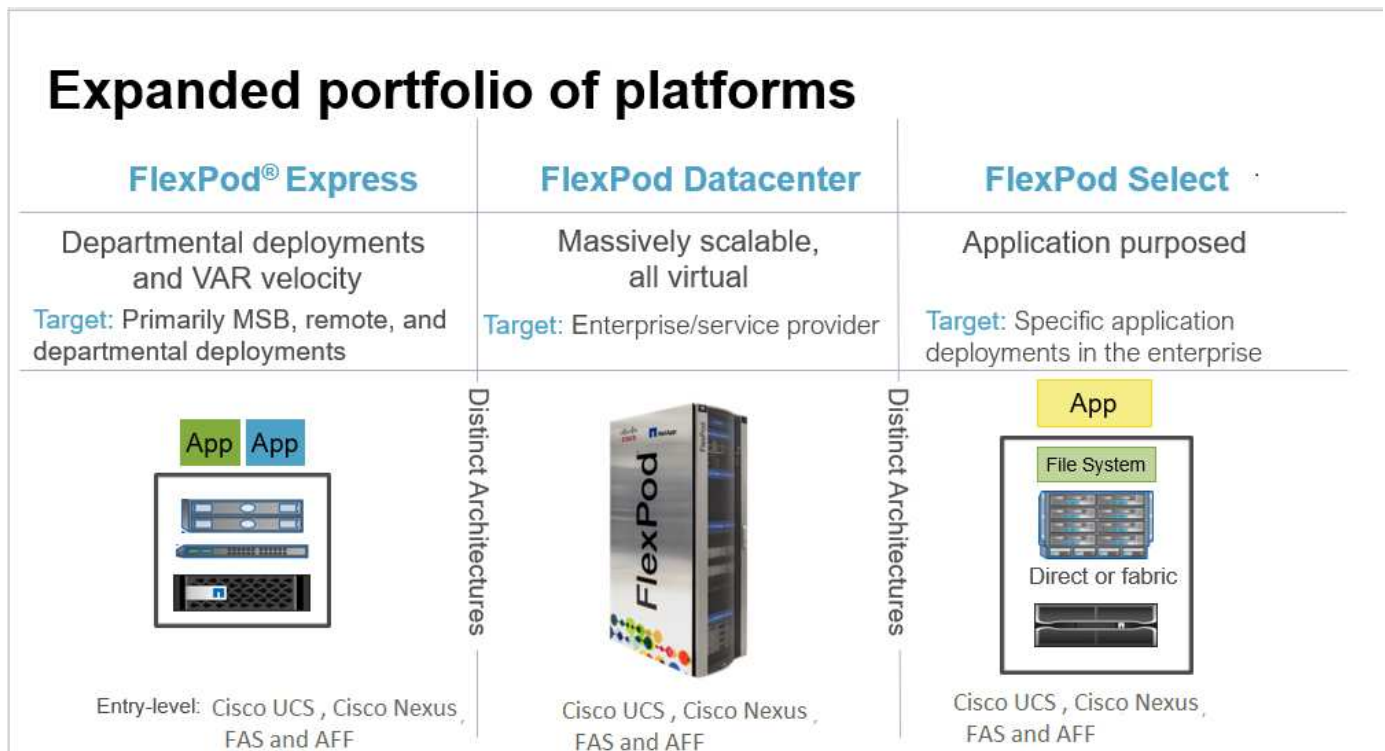 Expanded portfolio of platforms
FlexPod® Express
Departmental deployments
and VAR velocity
Target: Primarily MSB, remote, and
departmental deployments
App App
Entry-level: Cisco UCS , Cisco Nexus ,
FAS and AFF
Distinct Architectures
FlexPod Datacenter
Massively scalable,
all virtual
Target: Enterprise/service provider
CISCO NetApp
FlexPod
FlexPod
Cisco UCS , Cisco Nexus ,
FAS and AFF
Distinct Architectures
FlexPod Select .
Application purposed
Target: Specific application
deployments in the enterprise
App
File System
Direct or fabric
Cisco UCS , Cisco Nexus ,
FAS and AFF